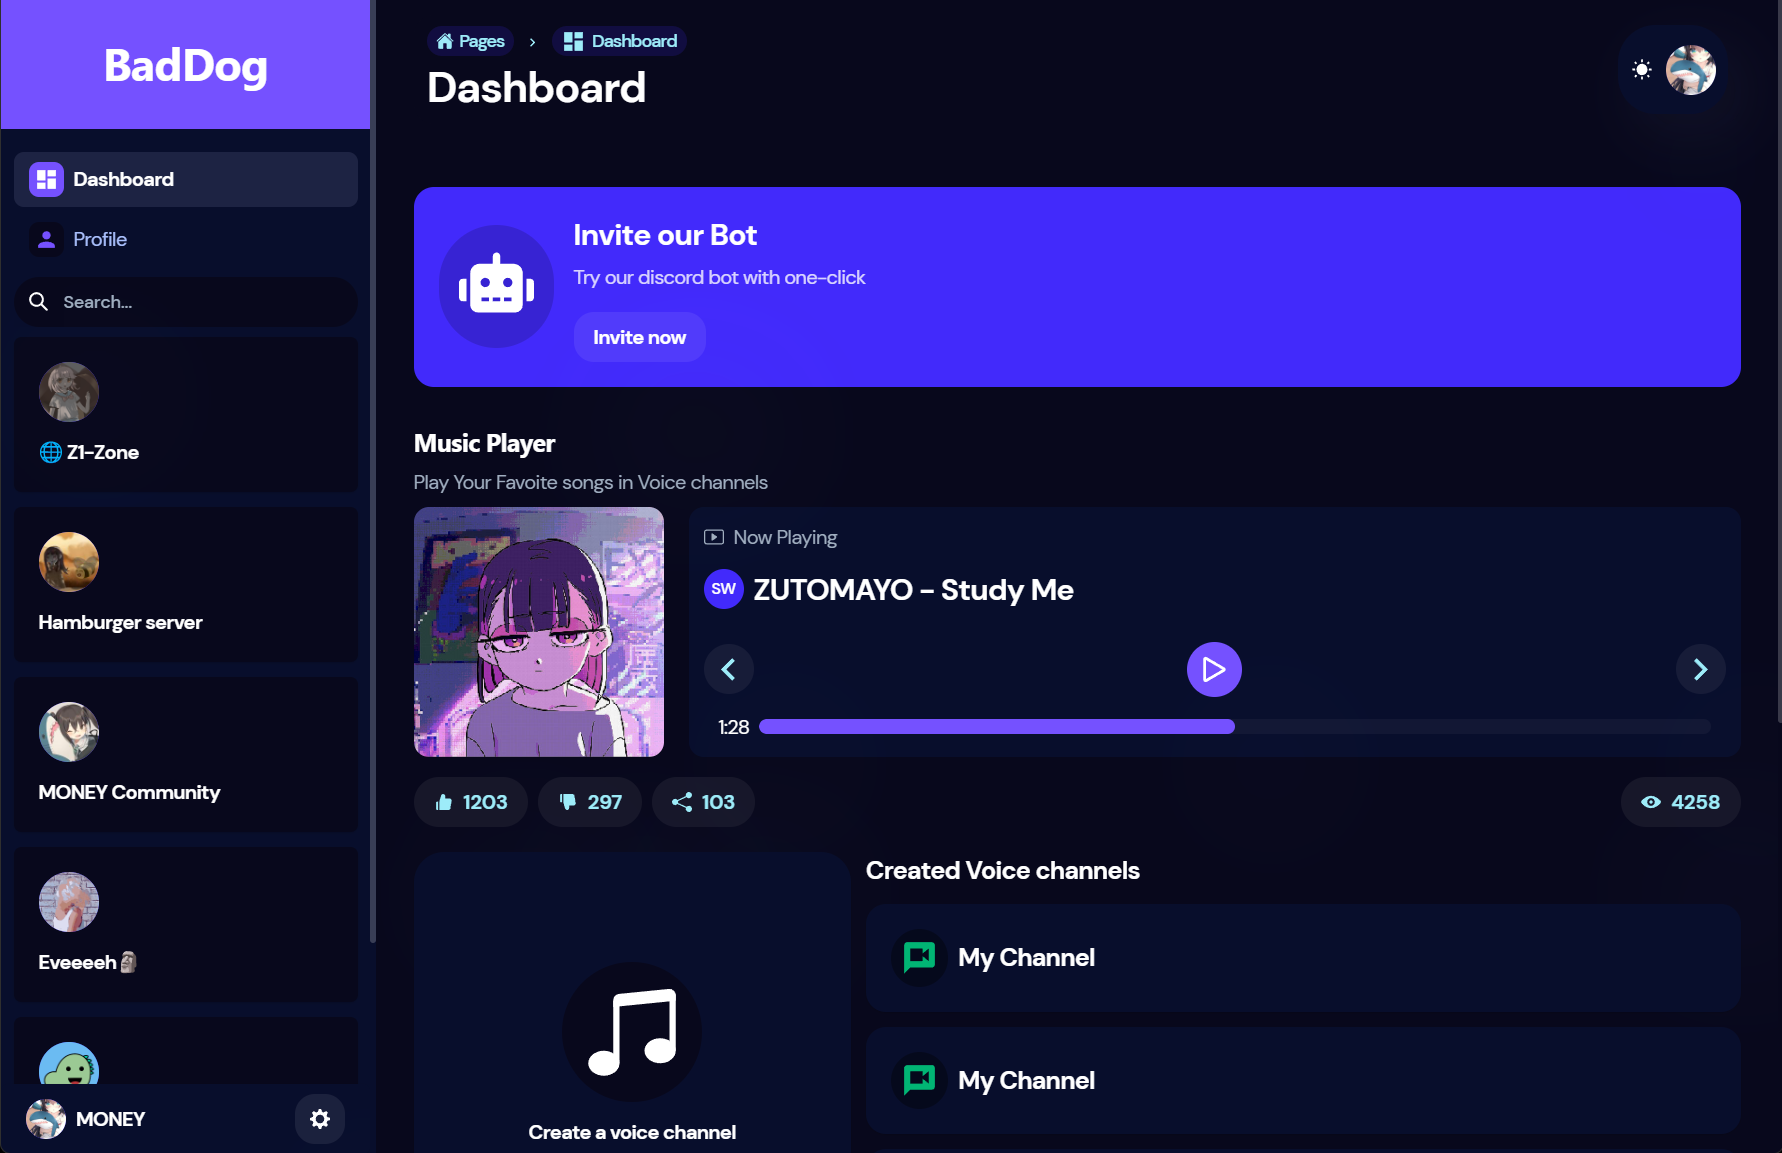 BadDog
Dashboard
Profile
Search...
🌐 Z1-Zone
Hamburger server
MONEY Community
Eveeeeh🗿
MONEY
Pages › Dashboard
Dashboard
Invite our Bot
Try our discord bot with one-click
Invite now
Music Player
Play Your Favoite songs in Voice channels
Now Playing
SW ZUTOMAYO - Study Me
1:28
1203 297 103 4258
Create a voice channel
Created Voice channels
My Channel
My Channel